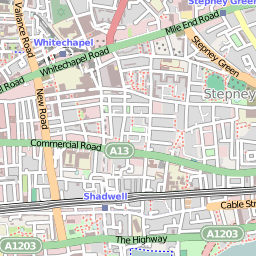 Stepney Green
Vallance Road
Mile End Road
Whitechapel
Stepney Green
Whitechapel Road
Stepney
New Road
Commercial Road
A13
Shadwell
Cable St
A1203
The Highway
A1203